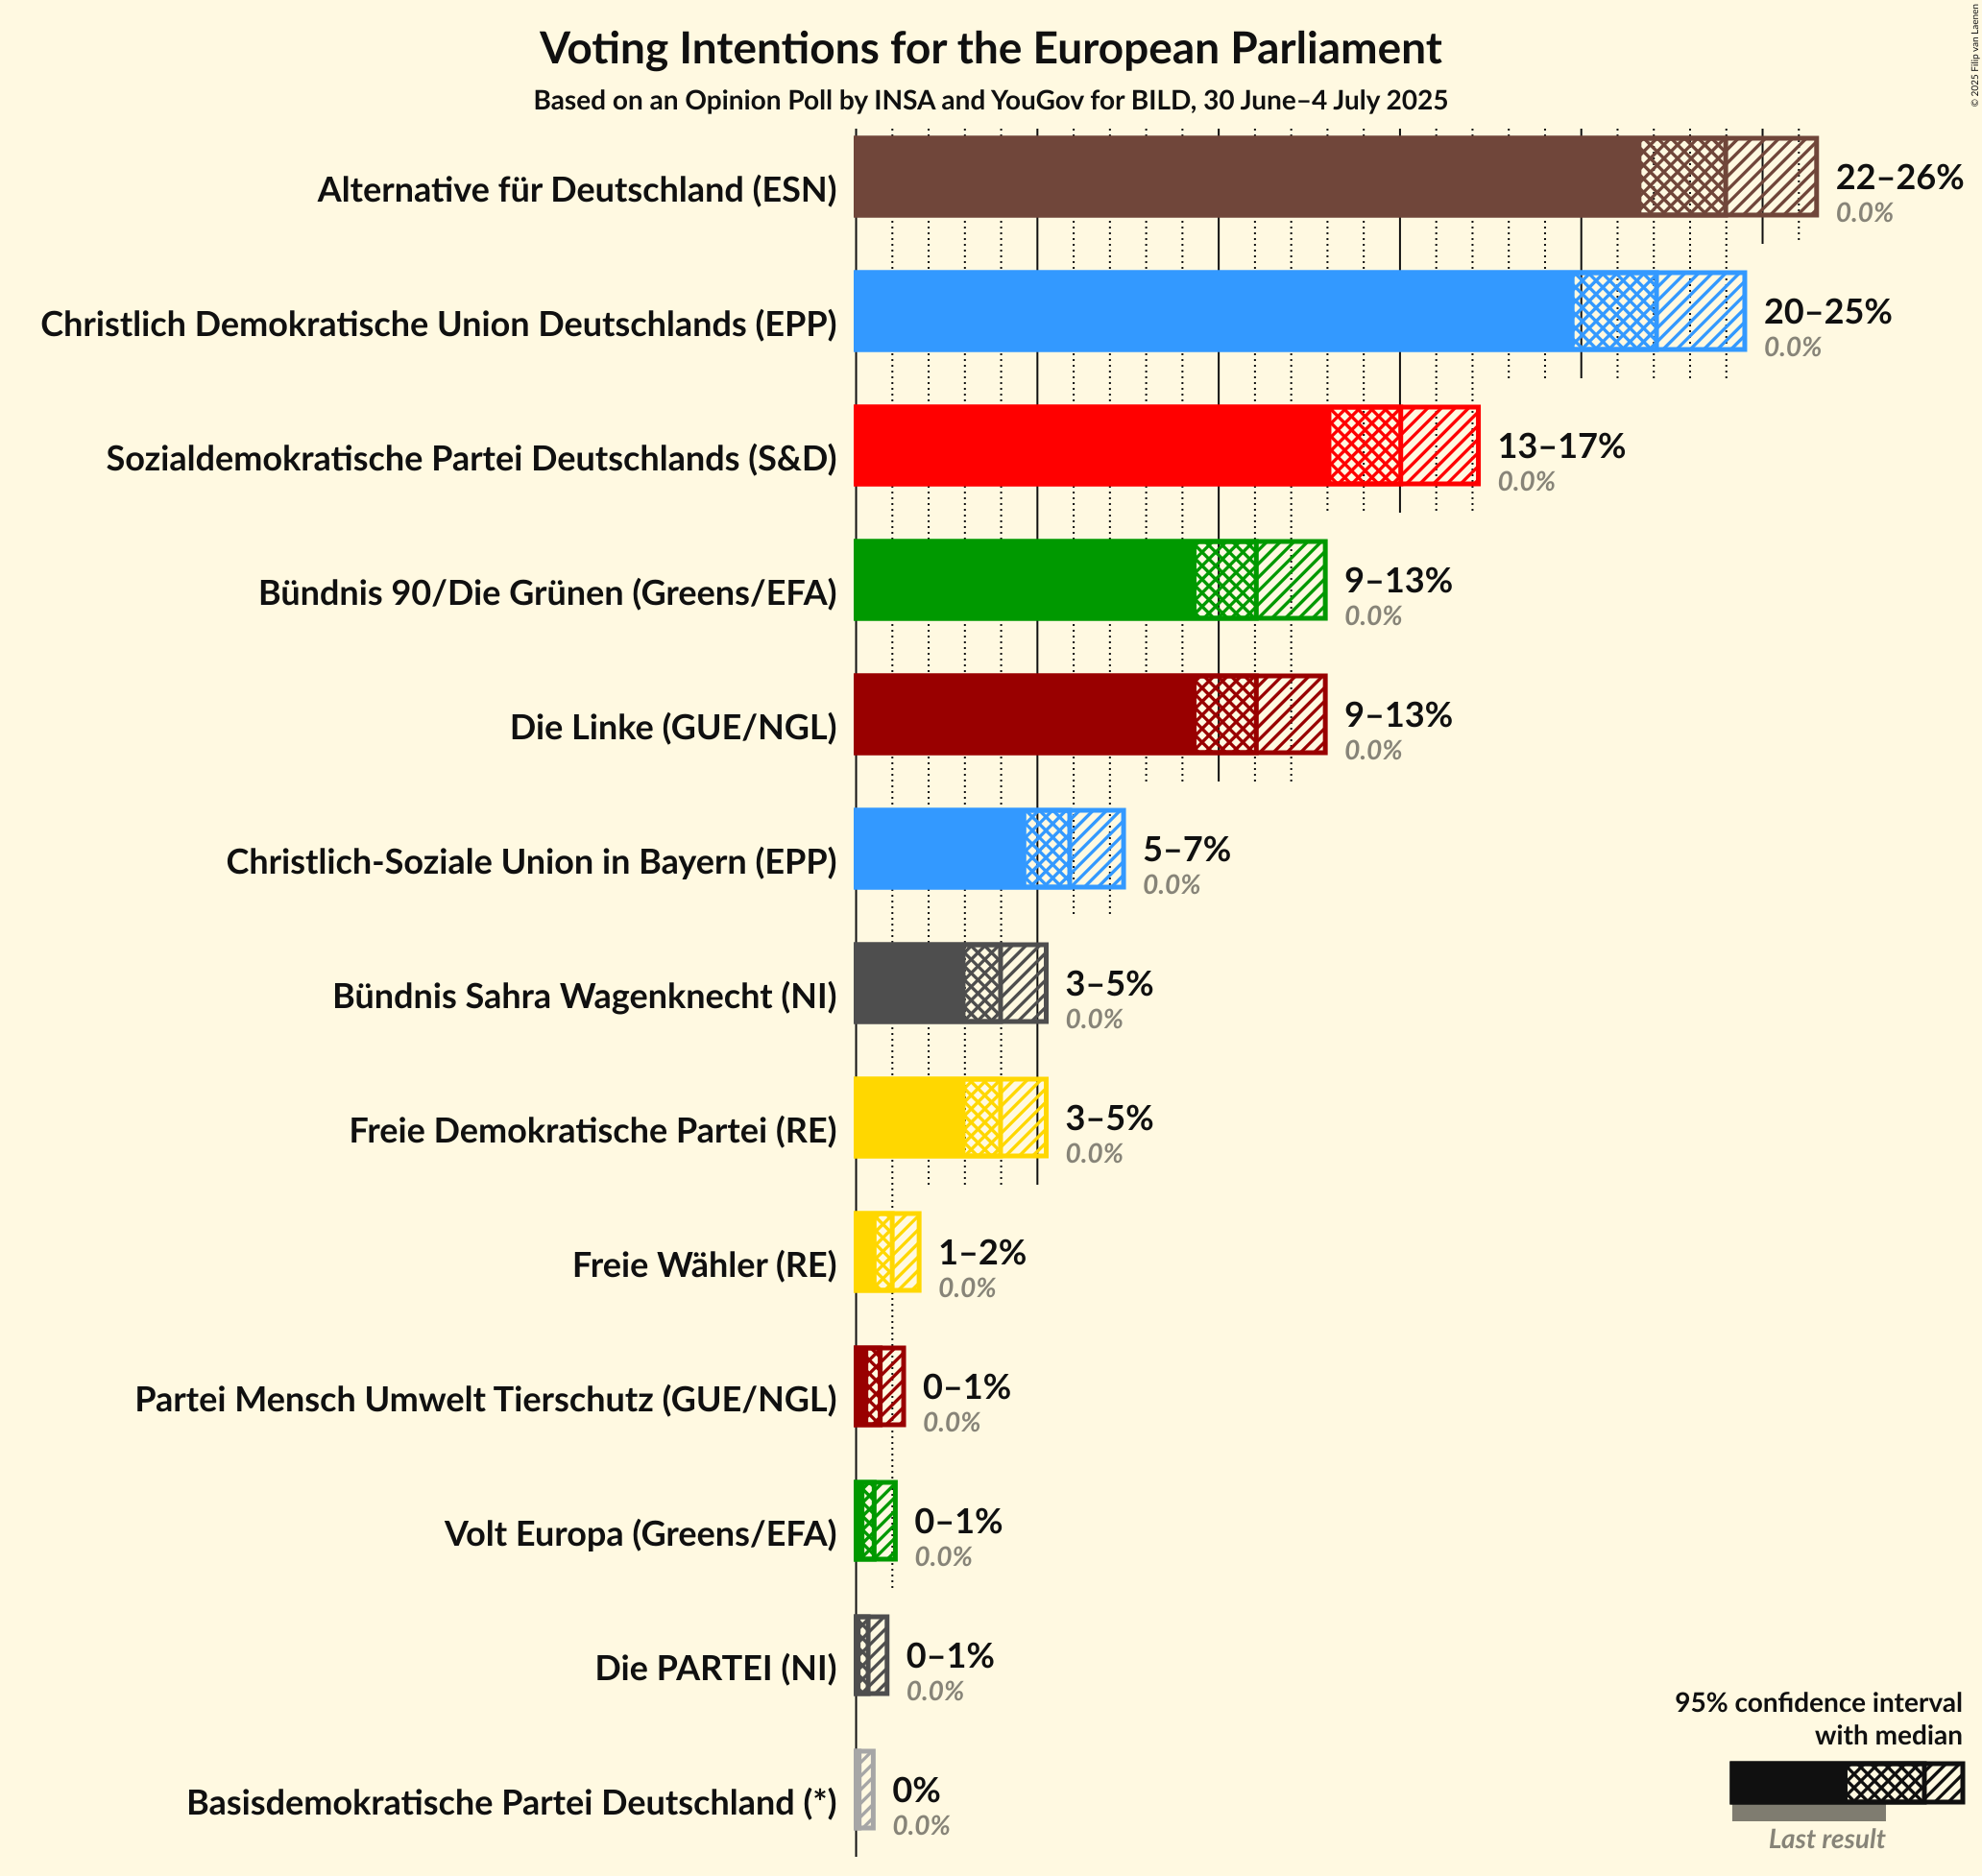 Voting Intentions for the European Parliament
Based on an Opinion Poll by INSA and YouGov for BILD, 30 June–4 July 2025
© 2025 Filip van Laenen
Alternative für Deutschland (ESN)
22–26%
0.0%
Christlich Demokratische Union Deutschlands (EPP)
20–25%
0.0%
Sozialdemokratische Partei Deutschlands (S&D)
13–17%
0.0%
Bündnis 90/Die Grünen (Greens/EFA)
9–13%
0.0%
Die Linke (GUE/NGL)
9–13%
0.0%
Christlich-Soziale Union in Bayern (EPP)
5–7%
0.0%
Bündnis Sahra Wagenknecht (NI)
3–5%
0.0%
Freie Demokratische Partei (RE)
3–5%
0.0%
Freie Wähler (RE)
1–2%
0.0%
Partei Mensch Umwelt Tierschutz (GUE/NGL)
0–1%
0.0%
Volt Europa (Greens/EFA)
0–1%
0.0%
Die PARTEI (NI)
0–1%
0.0%
Basisdemokratische Partei Deutschland (*)
0%
0.0%
95% confidence interval
with median
Last result